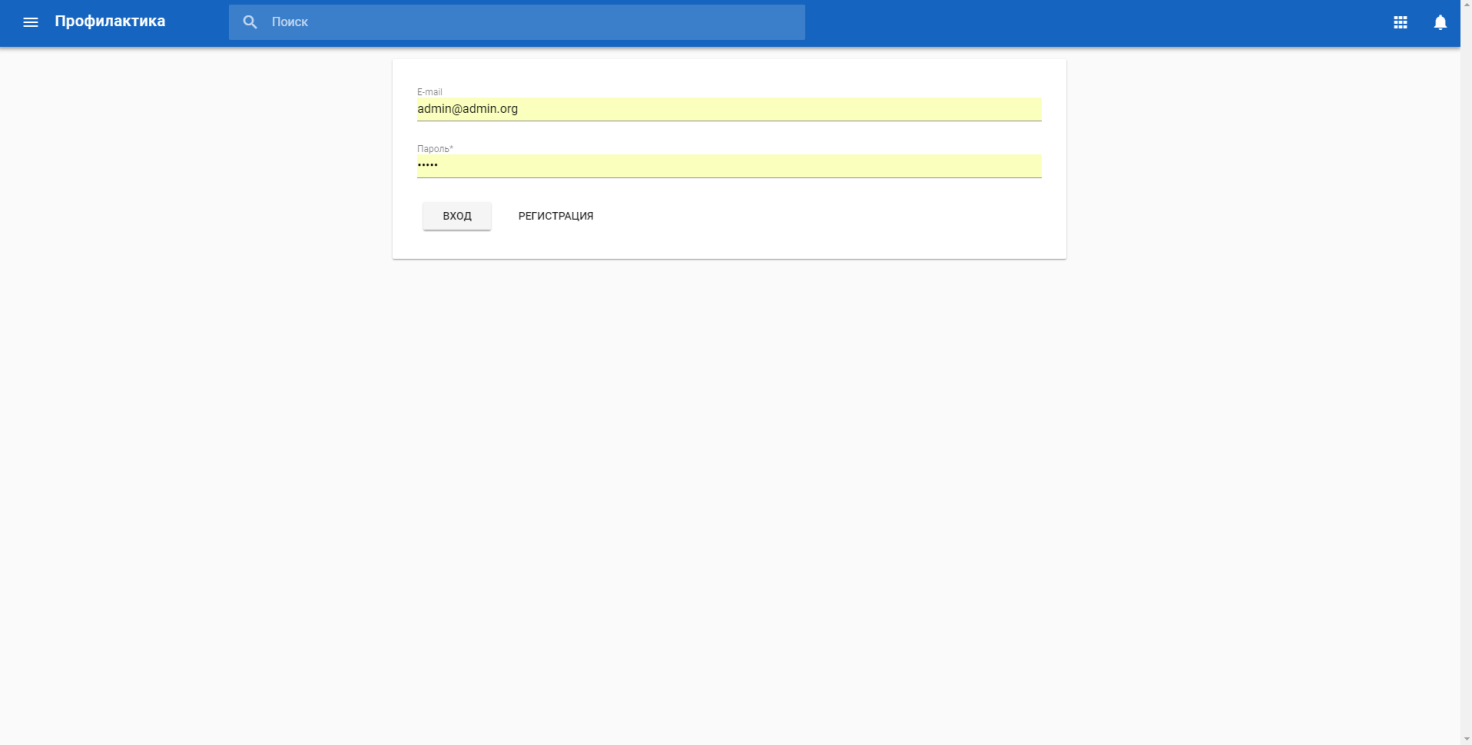 Профилактика
Поиск
E-mail
admin@admin.org
Пароль*
•••••
ВХОД РЕГИСТРАЦИЯ